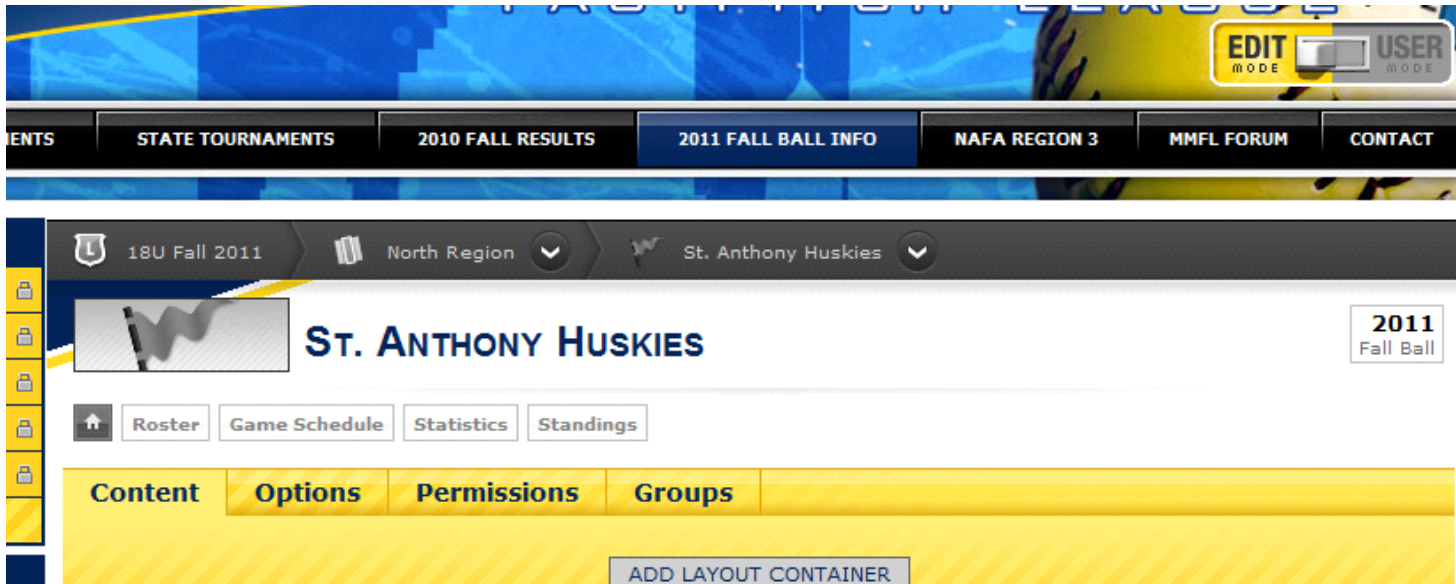 EDIT MODE USER MODE
STATE TOURNAMENTS 2010 FALL RESULTS 2011 FALL BALL INFO NAFA REGION 3 MMFL FORUM CONTACT
L 18U Fall 2011 North Region St. Anthony Huskies
ST. ANTHONY HUSKIES
2011
Fall Ball
Roster Game Schedule Statistics Standings
Content Options Permissions Groups
ADD LAYOUT CONTAINER